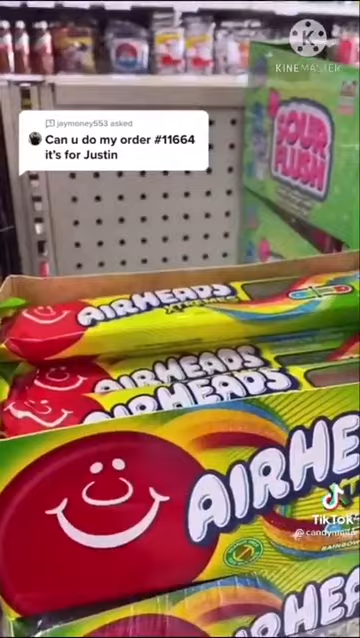 KINEMASTER
jaymoney553 asked
Can u do my order #11664
it's for Justin
SOUR
PLUSH
AIRHEADS
XTREMES
AIRHEADS
AIRHEADS
AIRHE
TikTok
AIRHE